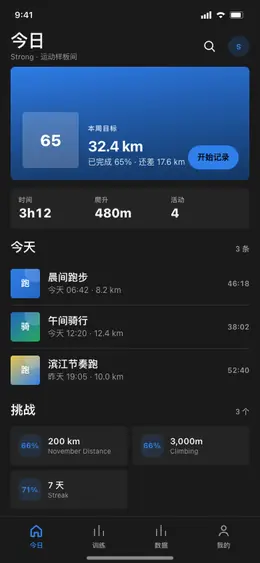 9:41
今日
Strong · 运动样板间
S
65
本周目标
32.4 km
已完成 65% · 还差 17.6 km
开始记录
时间
3h12
爬升
480m
活动
4
今天
3 条
跑
晨间跑步
今天 06:42 · 8.2 km
46:18
骑
午间骑行
今天 12:20 · 12.4 km
38:02
跑
滨江节奏跑
昨天 19:05 · 10.0 km
52:40
挑战
3 个
66%
200 km
November Distance
66%
3,000m
Climbing
71%
7 天
Streak
今日
训练
数据
我的